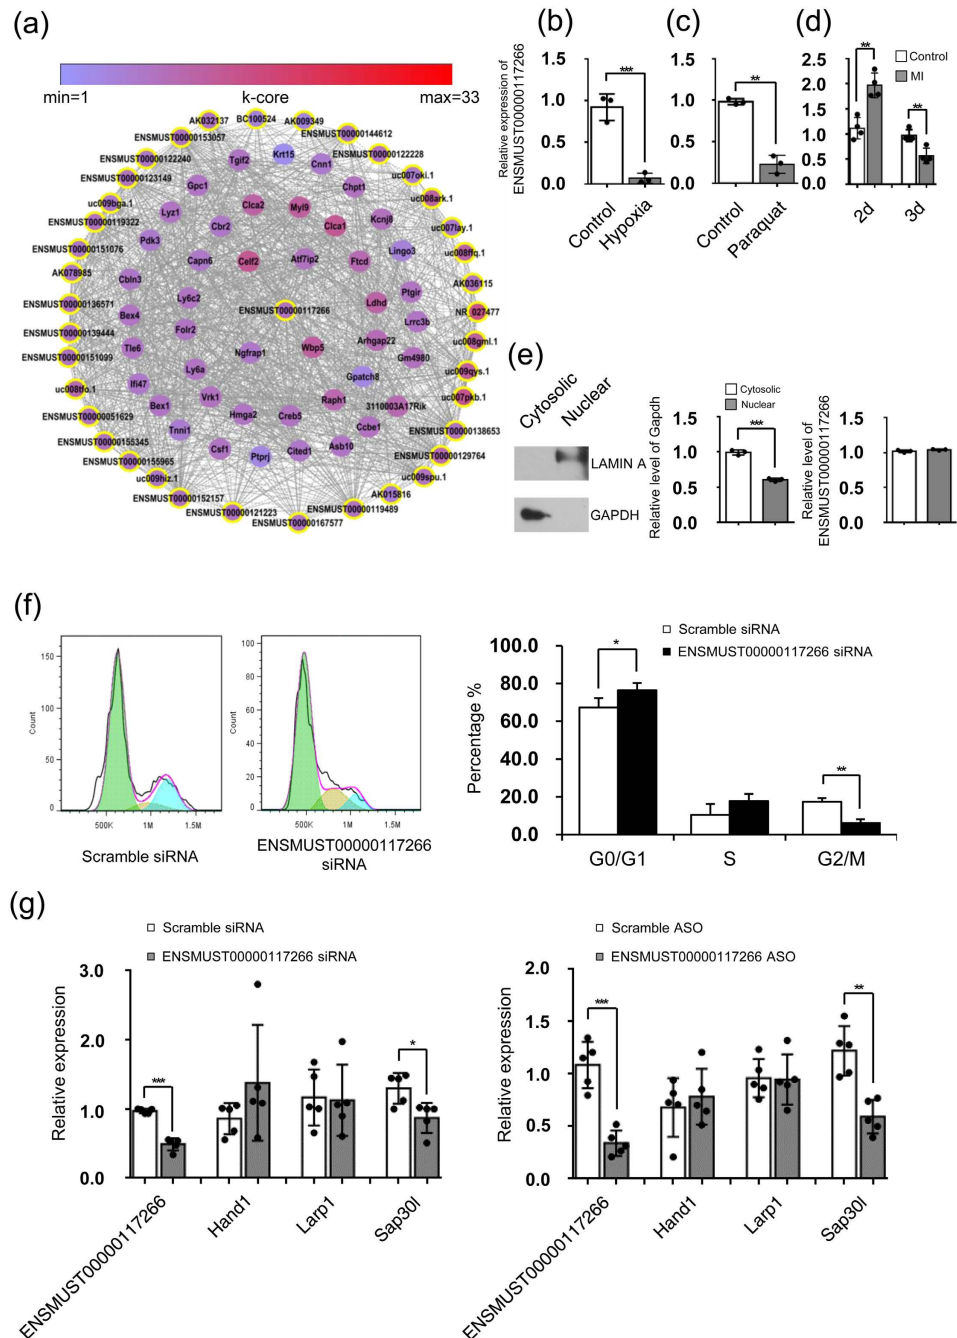 (a)
min=1 k-core max=33
AK032137 BC100524 AK009349
ENSMUST00000153057 ENSMUST00000144612
ENSMUST00000122240 Tgif2 Krt15 Cnn1 ENSMUST00000122228
ENSMUST00000123149 Gpc1 Chpt1 uc007oki.1
uc009bga.1 Lyz1 Clca2 Myl9 uc008ark.1
ENSMUST00000119322 Cbr2 Clca1 Kcnj8 uc007lay.1
ENSMUST00000151076 Pdk3 Capn6 Celf2 Atf7ip2 Ftcd Lingo3 uc008ffq.1
AK078985 Cbln3 Ptgir AK036115
ENSMUST00000136571 Ly6c2 ENSMUST00000117266 Ldhd NR_027477
Bex4 Folr2 Lrrc3b
ENSMUST00000139444 Tle6 Ngfrap1 Wbp5 Arhgap22 uc008gml.1
ENSMUST00000151099 Ly6a Gm4980 uc009qys.1
uc008tfo.1 Ifi47 Gpatch8 uc007pkb.1
Bex1 Vrk1 Hmga2 Creb5 Raph1 3110003A17Rik
ENSMUST00000051629 Tnni1 Ccbe1 ENSMUST00000138653
ENSMUST00000155345 Csf1 Ptprj Cited1 Asb10 ENSMUST00000129764
ENSMUST00000155965
uc009hiz.1 uc009spu.1
ENSMUST00000152157 AK015816
ENSMUST00000121223 ENSMUST00000119489
ENSMUST00000167577
(b)
Relative expression of
ENSMUST00000117266
1.5
1.0
0.5
0.0
***
Control
Hypoxia
(c)
1.5
1.0
0.5
0.0
**
Control
Paraquat
(d)
2.5
2.0
1.5
1.0
0.5
0.0
**
**
Control
MI
2d 3d
(e)
Cytosolic
Nuclear
LAMIN A
GAPDH
Relative level of Gapdh
1.5
1.0
0.5
0.0
Cytosolic
Nuclear
***
Relative level of
ENSMUST00000117266
1.5
1.0
0.5
0.0
(f)
Count
150
100
50
0
500K 1M 1.5M
Scramble siRNA
Count
100
80
60
40
20
0
500K 1M 1.5M
ENSMUST00000117266
siRNA
Scramble siRNA
ENSMUST00000117266 siRNA
Percentage %
100.0
80.0
60.0
40.0
20.0
0.0
*
**
G0/G1 S G2/M
(g)
Scramble siRNA
ENSMUST00000117266 siRNA
Relative expression
3.0
2.0
1.0
0.0
***
*
ENSMUST00000117266
Hand1
Larp1
Sap30l
Scramble ASO
ENSMUST00000117266 ASO
Relative expression
2.0
1.5
1.0
0.5
0.0
***
**
ENSMUST00000117266
Hand1
Larp1
Sap30l